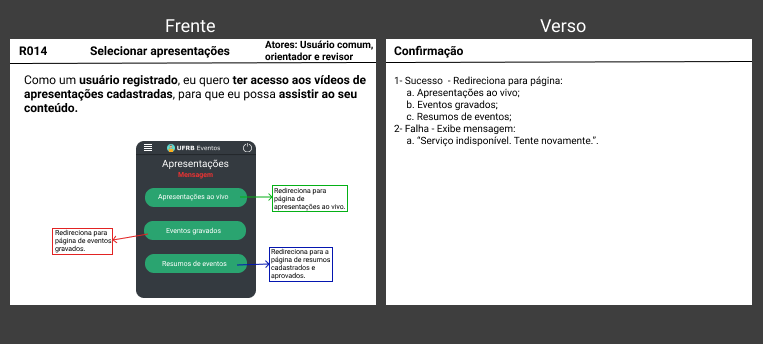 Frente
R014
Selecionar apresentações
Atores: Usuário comum,
orientador e revisor
Como um usuário registrado, eu quero ter acesso aos vídeos de
apresentações cadastradas, para que eu possa assistir ao seu
conteúdo.
UFRB Eventos
Apresentações
Mensagem
Apresentações ao vivo
Redireciona para
página de
apresentações ao vivo.
Eventos gravados
Redireciona para
página de eventos
gravados.
Resumos de eventos
Redireciona para a
página de resumos
cadastrados e
aprovados.
Verso
Confirmação
1- Sucesso - Redireciona para página:
a. Apresentações ao vivo;
b. Eventos gravados;
c. Resumos de eventos;
2- Falha - Exibe mensagem:
a. “Serviço indisponível. Tente novamente.”.